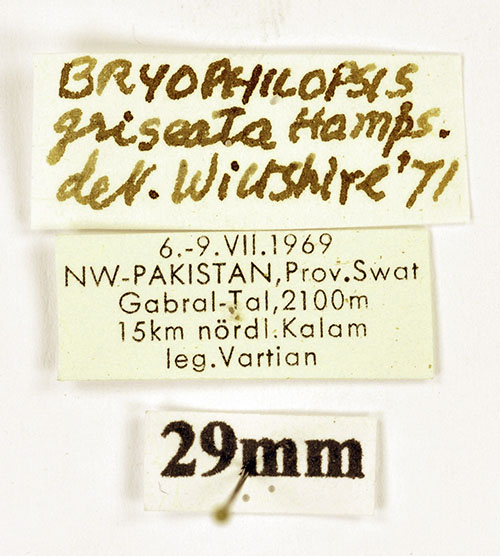 BRYOPHILOPSIS
griseata Hamps.
det. Wiltshire '71
6.-9.VII.1969
NW-PAKISTAN,Prov.Swat
Gabral-Tal,2100m
15km nördl.Kalam
leg.Vartian
29mm